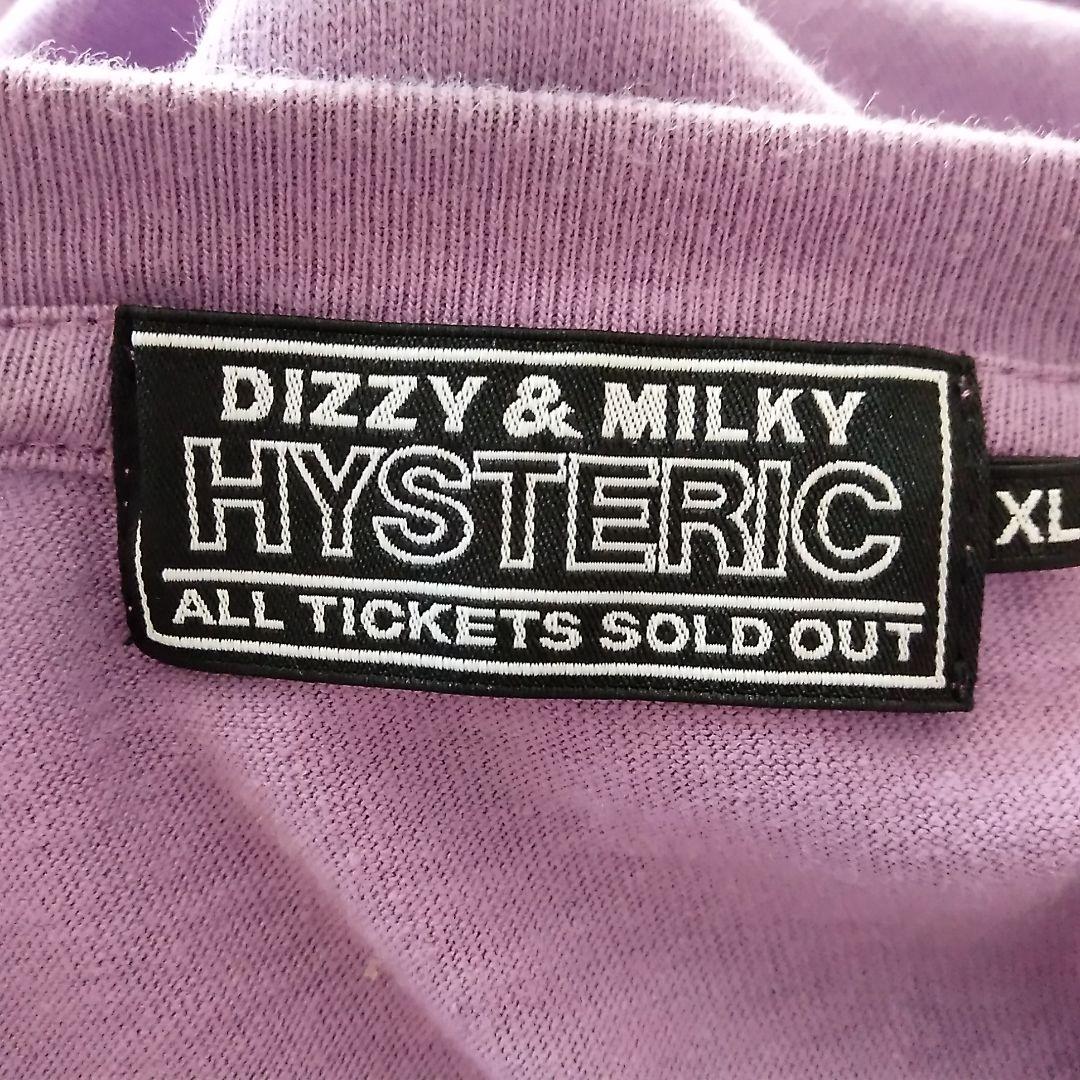 DIZZY & MILKY
HYSTERIC
ALL TICKETS SOLD OUT
XL